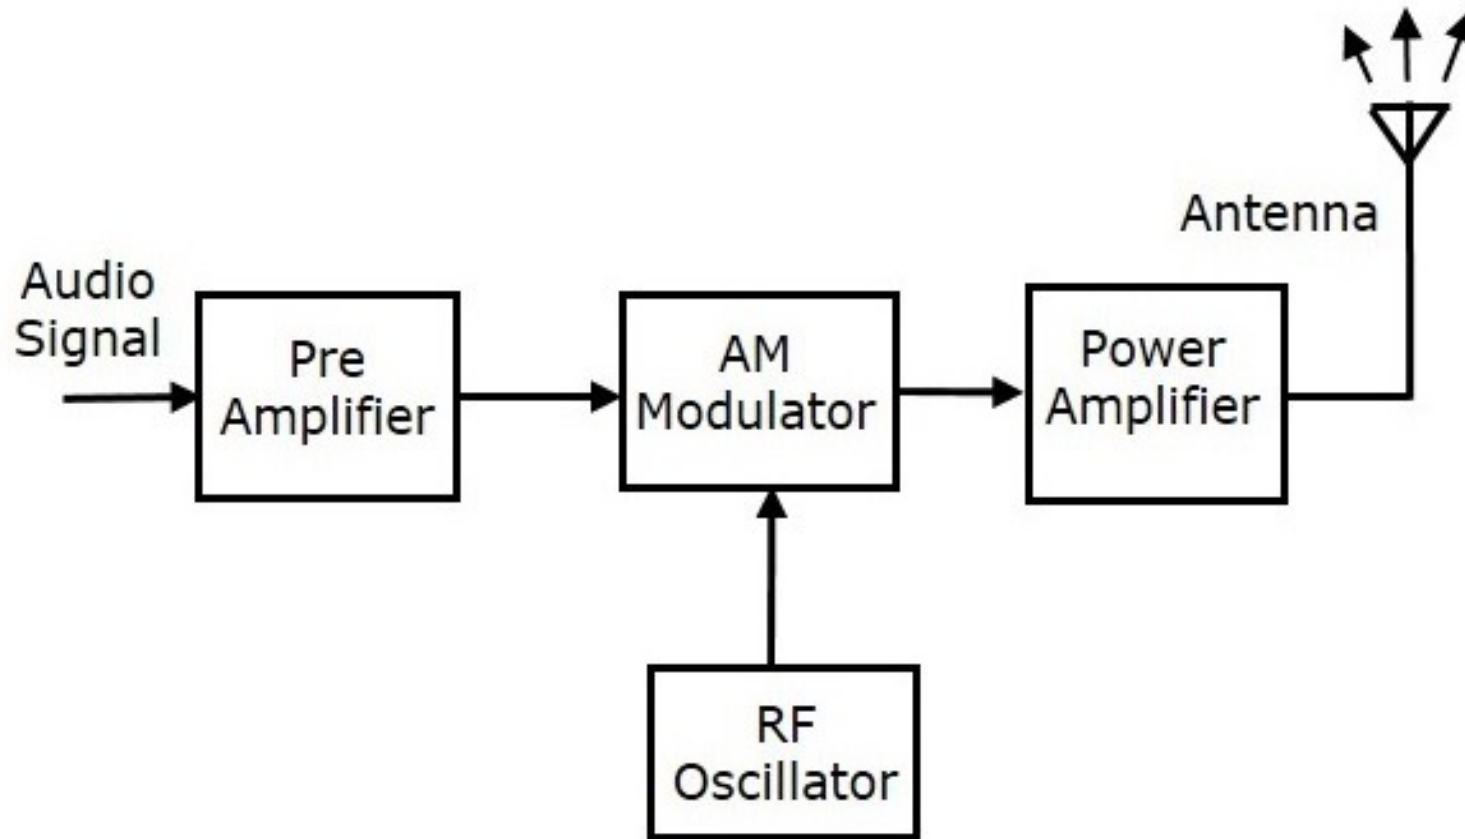 Audio
Signal
Pre
Amplifier
AM
Modulator
Power
Amplifier
Antenna
RF
Oscillator